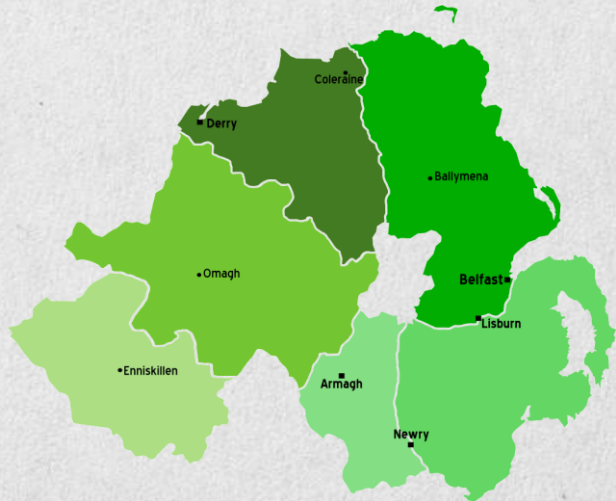 Coleraine
Derry
Ballymena
Omagh
Belfast
Lisburn
Enniskillen
Armagh
Newry